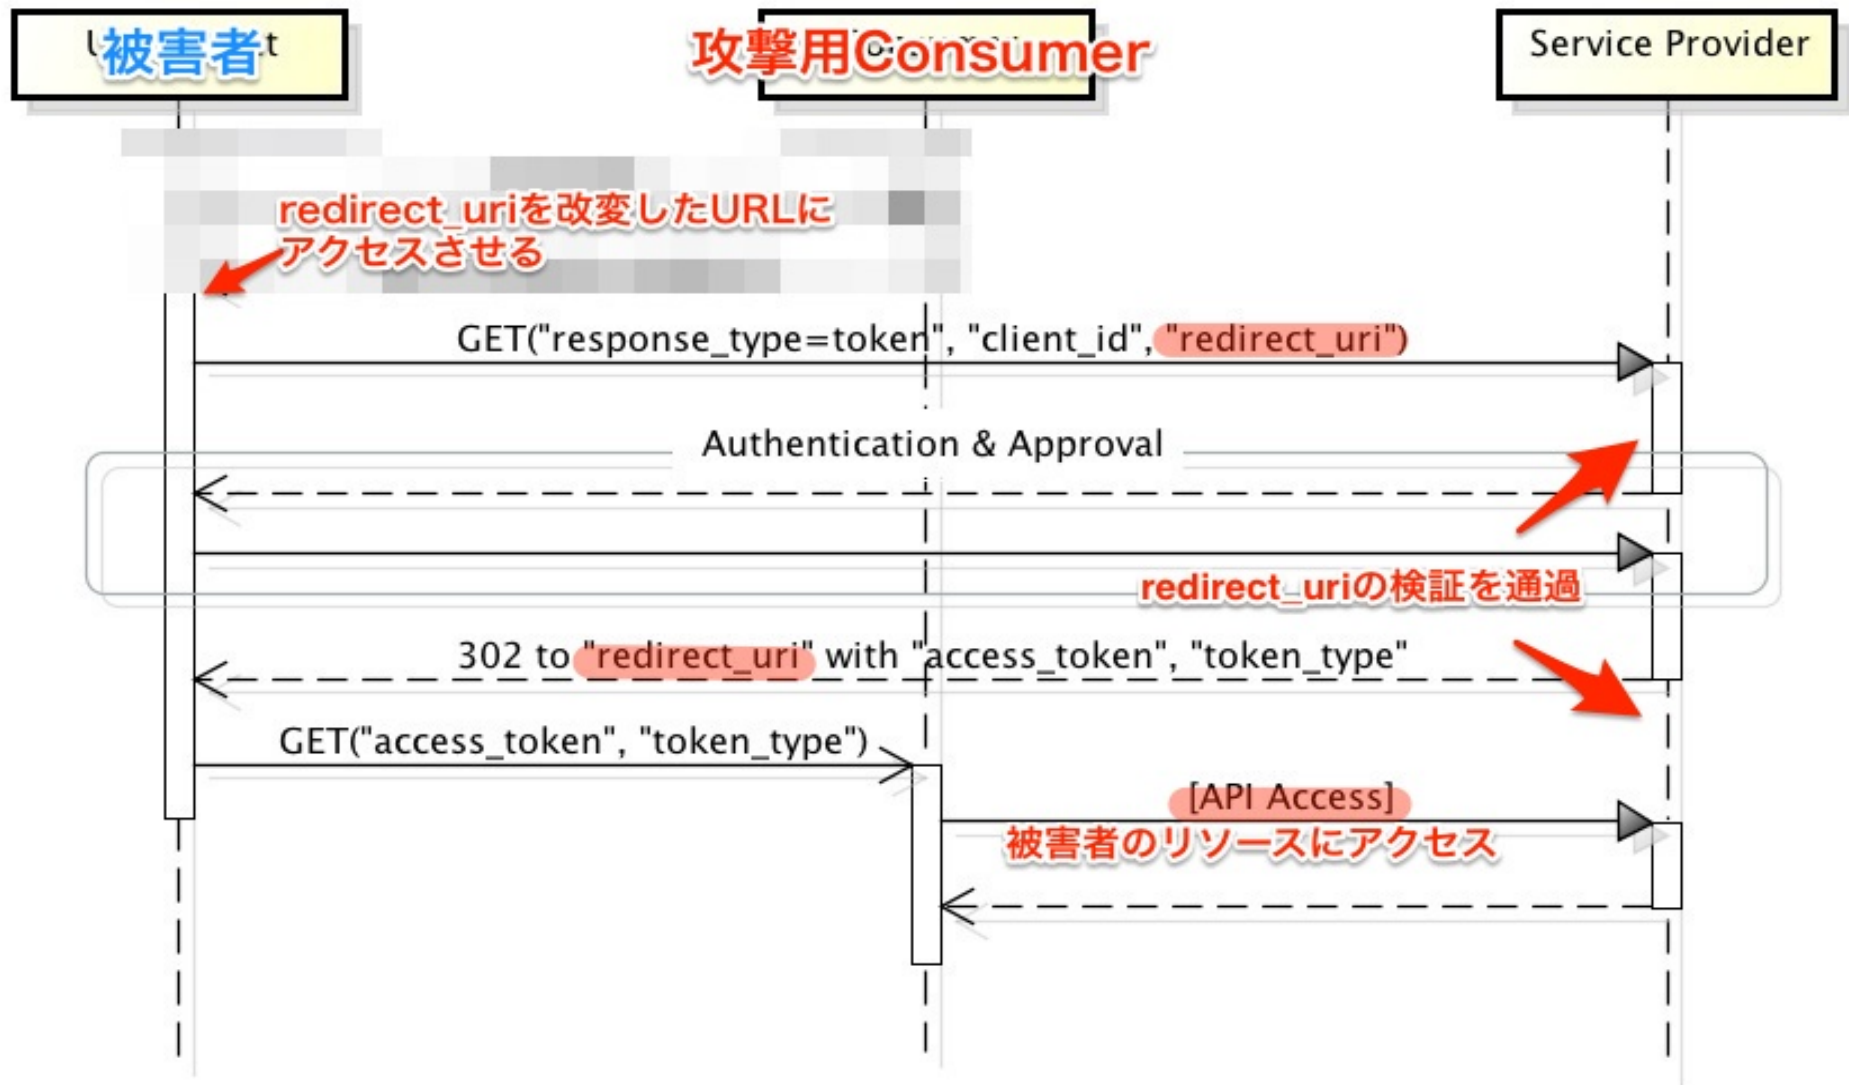 被害者
攻撃用Consumer
Service Provider
redirect_uriを改変したURLに
アクセスさせる
GET("response_type=token", "client_id", "redirect_uri")
Authentication & Approval
redirect_uriの検証を通過
302 to "redirect_uri" with "access_token", "token_type"
GET("access_token", "token_type")
[API Access]
被害者のリソースにアクセス